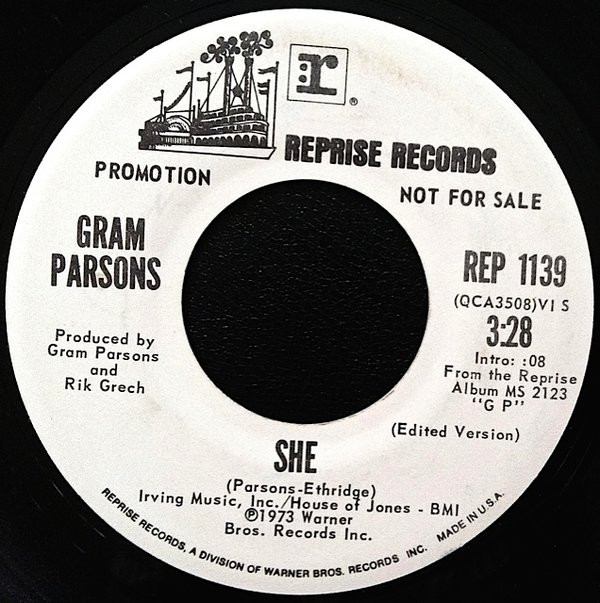 r
®
REPRISE RECORDS
PROMOTION
NOT FOR SALE
GRAM
PARSONS
Produced by
Gram Parsons
and
Rik Grech
REP 1139
(QCA3508)V1 S
3:28
Intro: :08
From the Reprise
Album MS 2123
"G P"
(Edited Version)
SHE
(Parsons-Ethridge)
Irving Music, Inc./House of Jones - BMI
℗1973 Warner
Bros. Records Inc.
REPRISE RECORDS, A DIVISION OF WARNER BROS. RECORDS INC. MADE IN U.S.A.